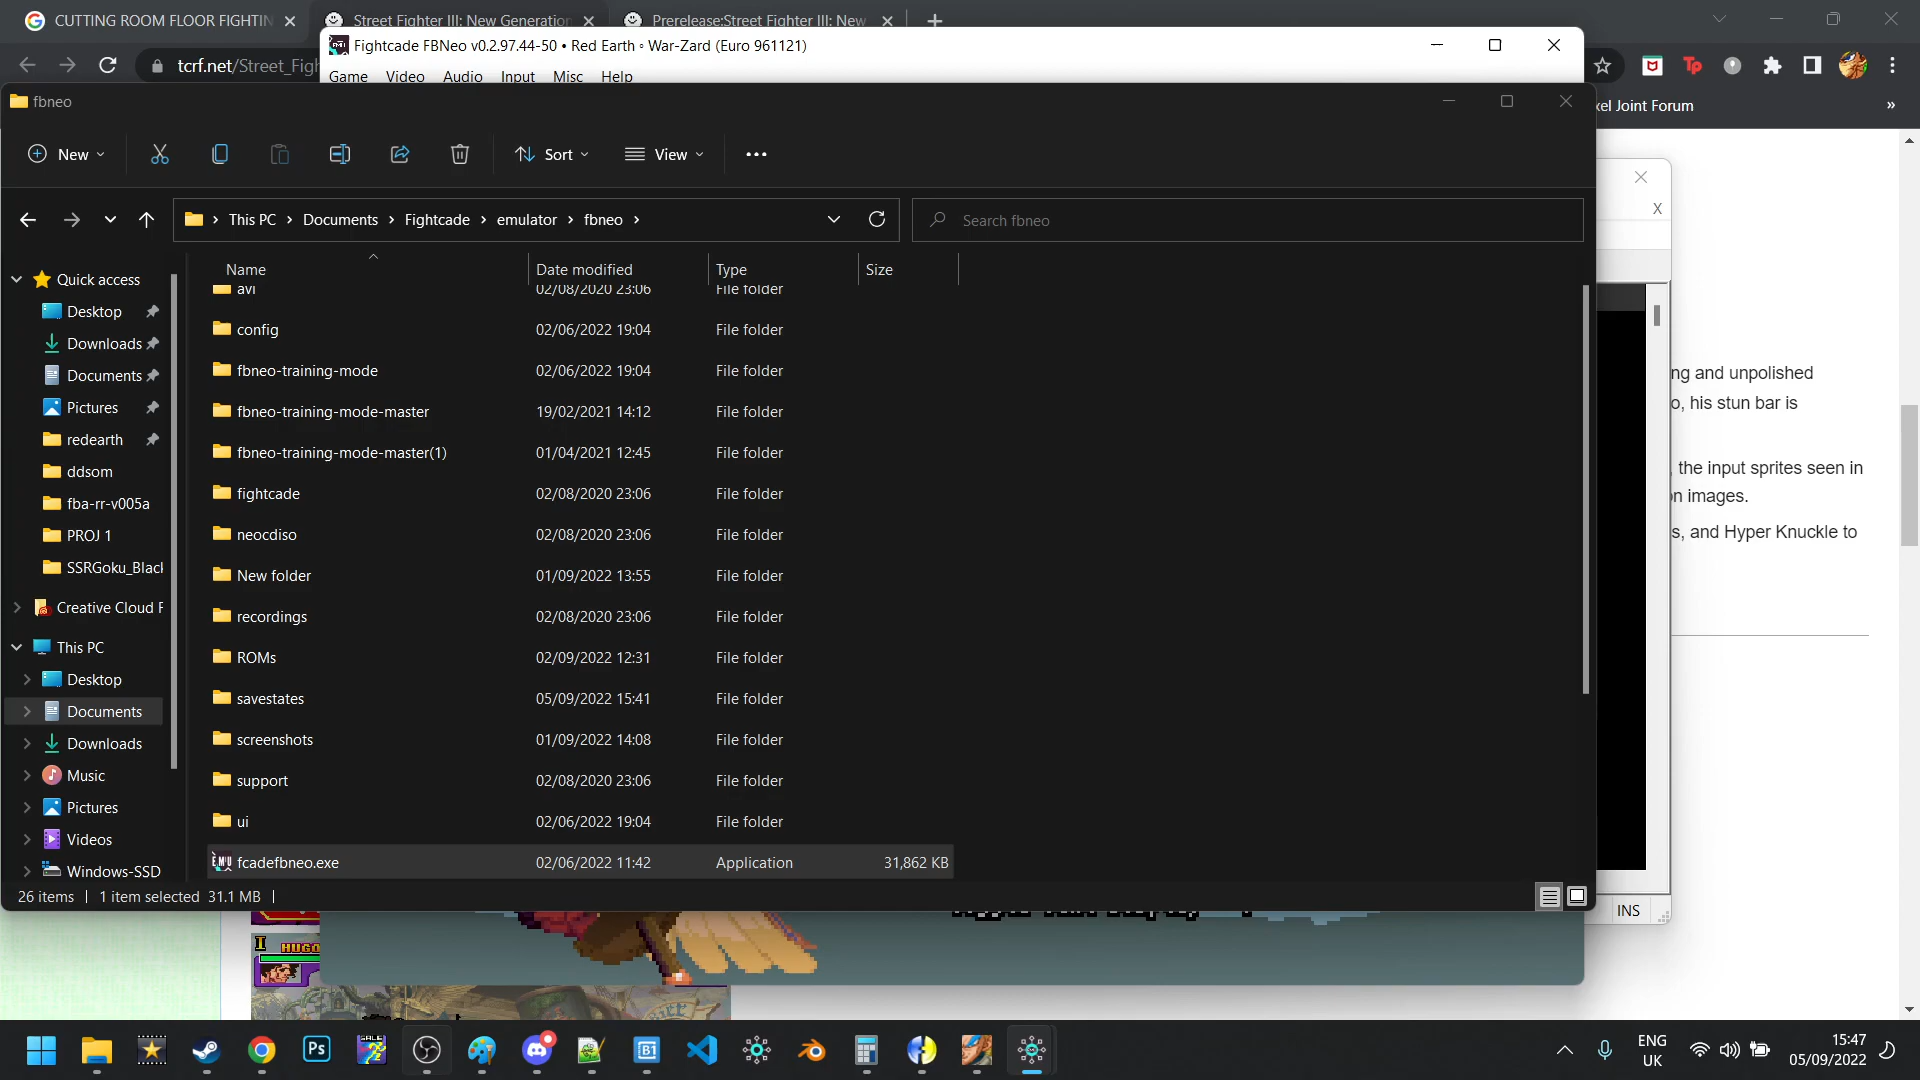 CUTTING ROOM FLOOR FIGHTIN
Street Fighter III: New Generation
Prerelease:Street Fighter III: New
Fightcade FBNeo v0.2.97.44-50 • Red Earth ◦ War-Zard (Euro 961121)
tcrf.net/Street_Figh
Game Video Audio Input Misc Help
fbneo
xel Joint Forum
»
New
Sort
View
This PC > Documents > Fightcade > emulator > fbneo >
Search fbneo
X
Name Date modified Type Size
Quick access
avi 02/08/2020 23:06 File folder
Desktop
config 02/06/2022 19:04 File folder
Downloads
fbneo-training-mode 02/06/2022 19:04 File folder
ng and unpolished
Documents
o, his stun bar is
Pictures
fbneo-training-mode-master 19/02/2021 14:12 File folder
redearth
fbneo-training-mode-master(1) 01/04/2021 12:45 File folder
, the input sprites seen in
ddsom
fightcade 02/08/2020 23:06 File folder
n images.
fba-rr-v005a
neocdiso 02/08/2020 23:06 File folder
s, and Hyper Knuckle to
PROJ 1
SSRGoku_Black
New folder 01/09/2022 13:55 File folder
Creative Cloud F
recordings 02/08/2020 23:06 File folder
This PC
ROMs 02/09/2022 12:31 File folder
Desktop
savestates 05/09/2022 15:41 File folder
Documents
screenshots 01/09/2022 14:08 File folder
Downloads
Music
support 02/08/2020 23:06 File folder
Pictures
ui 02/06/2022 19:04 File folder
Videos
fcadefbneo.exe 02/06/2022 11:42 Application 31,862 KB
Windows-SSD
26 items | 1 item selected 31.1 MB |
INS
I HUGO
Ps
ENG
UK
15:47
05/09/2022